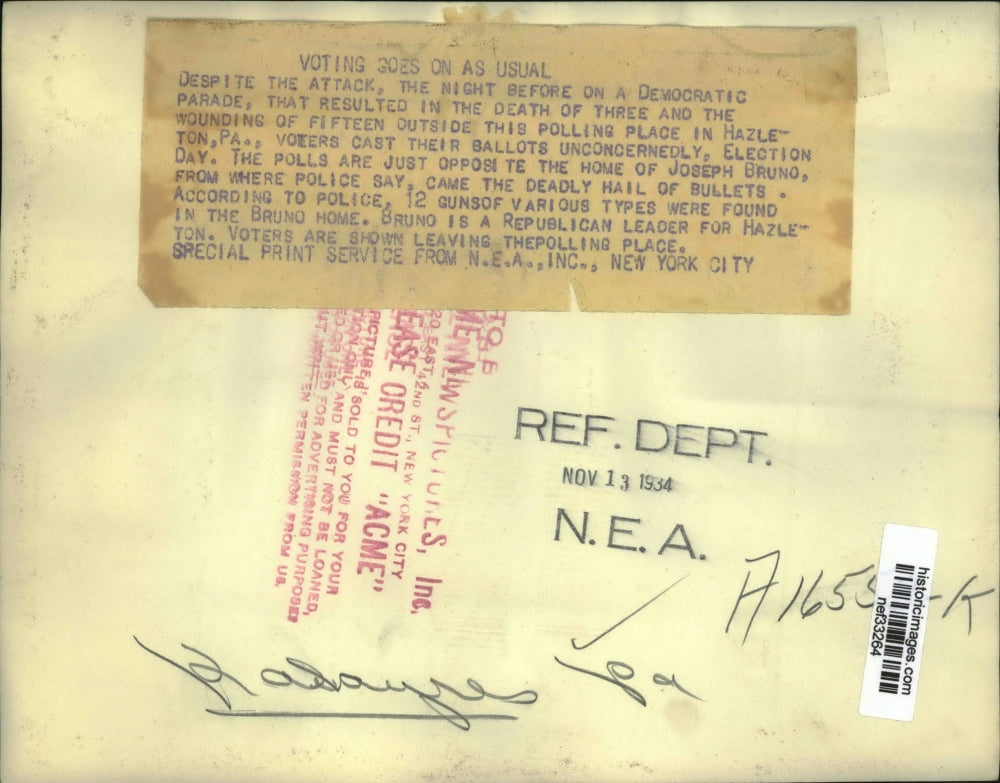 VOTING GOES ON AS USUAL
DESPITE THE ATTACK, THE NIGHT BEFORE ON A DEMOCRATIC
PARADE, THAT RESULTED IN THE DEATH OF THREE AND THE
WOUNDING OF FIFTEEN OUTSIDE THIS POLLING PLACE IN HAZLE-
TON,PA., VOTERS CAST THEIR BALLOTS UNCONCERNEDLY, ELECTION
DAY. THE POLLS ARE JUST OPPOSITE THE HOME OF JOSEPH BRUNO,
FROM WHERE POLICE SAY, CAME THE DEADLY HAIL OF BULLETS .
ACCORDING TO POLICE, 12 GUNSOF VARIOUS TYPES WERE FOUND
IN THE BRUNO HOME. BRUNO IS A REPUBLICAN LEADER FOR HAZLE-
TON. VOTERS ARE SHOWN LEAVING THEPOLLING PLACE.
SPECIAL PRINT SERVICE FROM N.E.A.,INC., NEW YORK CITY
NEWSPICTURES, Inc.
220 EAST 42ND ST., NEW YORK CITY
CREDIT "ACME"
PICTURE IS SOLD TO YOU FOR YOUR
ONLY AND MUST NOT BE LOANED,
USED FOR ADVERTISING PURPOSES
WRITTEN PERMISSION FROM US.
REF. DEPT.
NOV 13 1934
N.E.A.
historicimages.com
nef33264